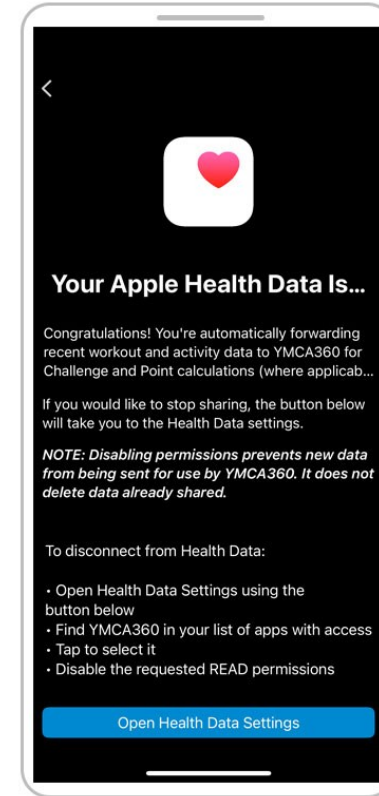 Your Apple Health Data Is...
Congratulations! You're automatically forwarding
recent workout and activity data to YMCA360 for
Challenge and Point calculations (where applicab...
If you would like to stop sharing, the button below
will take you to the Health Data settings.
NOTE: Disabling permissions prevents new data
from being sent for use by YMCA360. It does not
delete data already shared.
To disconnect from Health Data:
• Open Health Data Settings using the
button below
• Find YMCA360 in your list of apps with access
• Tap to select it
• Disable the requested READ permissions
Open Health Data Settings